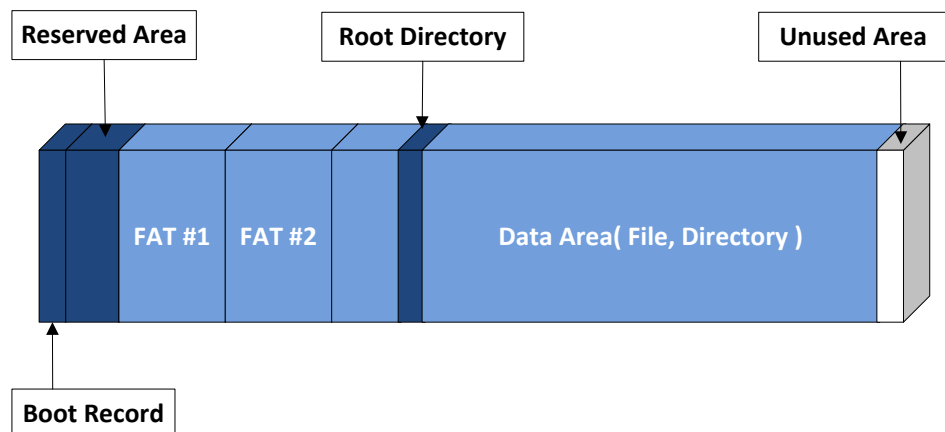 Reserved Area
Root Directory
Unused Area
FAT #1
FAT #2
Data Area( File, Directory )
Boot Record